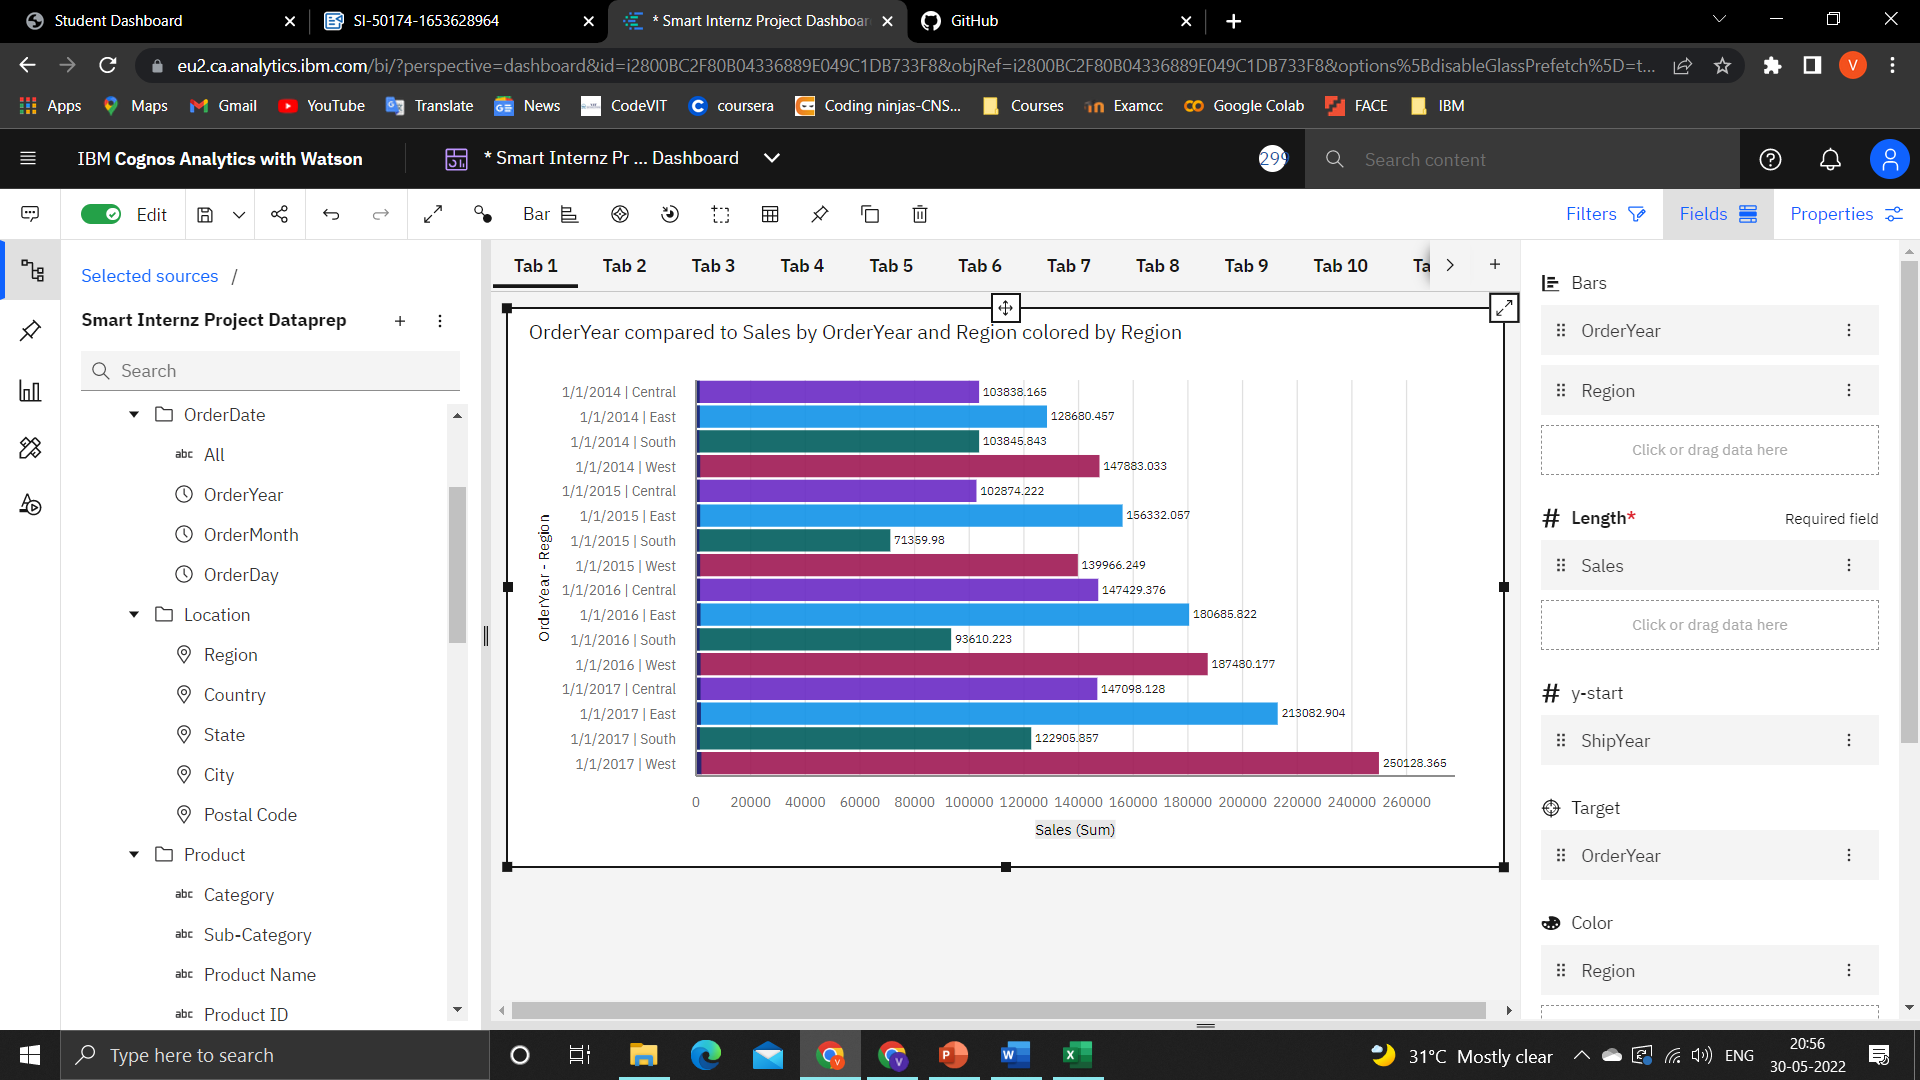 Student Dashboard
SI-50174-1653628964
* Smart Internz Project Dashboar
GitHub
eu2.ca.analytics.ibm.com/bi/?perspective=dashboard&id=i2800BC2F80B04336889E049C1DB733F8&objRef=i2800BC2F80B04336889E049C1DB733F8&options%5BdisableGlassPrefetch%5D=t...
V
Apps
Maps
Gmail
YouTube
Translate
News
CodeVIT
coursera
Coding ninjas-CNS...
Courses
Examcc
Google Colab
FACE
IBM
IBM Cognos Analytics with Watson
* Smart Internz Pr ... Dashboard
299
Search content
Edit
Bar
Filters
Fields
Properties
Selected sources /
Smart Internz Project Dataprep
Search
OrderDate
abc All
OrderYear
OrderMonth
OrderDay
Location
Region
Country
State
City
Postal Code
Product
abc Category
abc Sub-Category
abc Product Name
abc Product ID
Tab 1
Tab 2
Tab 3
Tab 4
Tab 5
Tab 6
Tab 7
Tab 8
Tab 9
Tab 10
Ta
OrderYear compared to Sales by OrderYear and Region colored by Region
OrderYear - Region
1/1/2014 | Central 103838.165
1/1/2014 | East 128680.457
1/1/2014 | South 103845.843
1/1/2014 | West 147883.033
1/1/2015 | Central 102874.222
1/1/2015 | East 156332.057
1/1/2015 | South 71359.98
1/1/2015 | West 139966.249
1/1/2016 | Central 147429.376
1/1/2016 | East 180685.822
1/1/2016 | South 93610.223
1/1/2016 | West 187480.177
1/1/2017 | Central 147098.128
1/1/2017 | East 213082.904
1/1/2017 | South 122905.857
1/1/2017 | West 250128.365
0 20000 40000 60000 80000 100000 120000 140000 160000 180000 200000 220000 240000 260000
Sales (Sum)
Bars
OrderYear
Region
Click or drag data here
# Length* Required field
Sales
Click or drag data here
# y-start
ShipYear
Target
OrderYear
Color
Region
Type here to search
31°C Mostly clear
ENG
20:56
30-05-2022